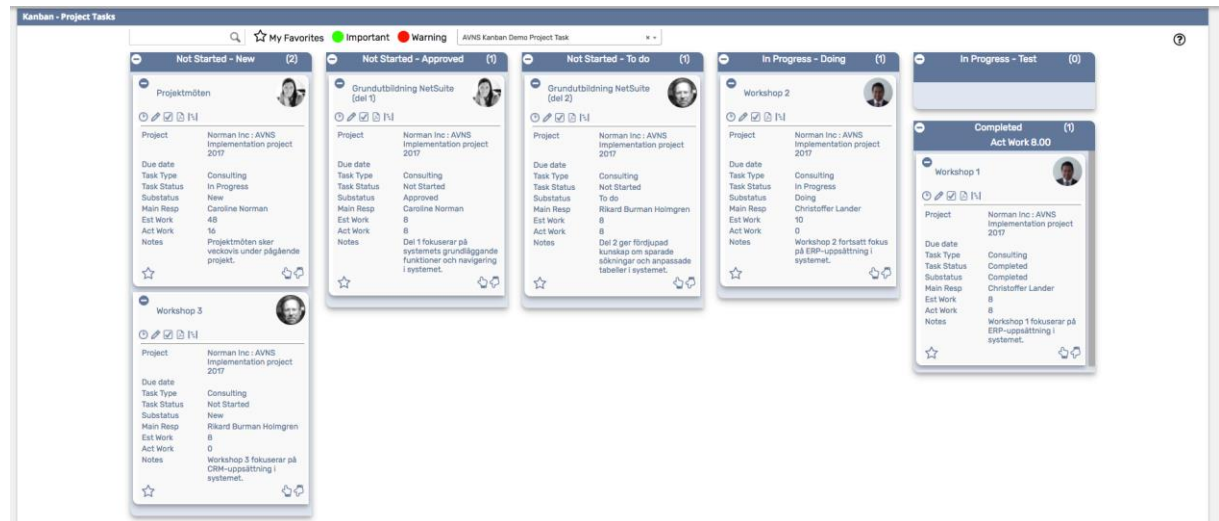 Kanban - Project Tasks
My Favorites
Important
Warning
AVNS Kanban Demo Project Task
Not Started - New (2)
Projektmöten
Project Norman Inc : AVNS
Implementation project
2017
Due date
Task Type Consulting
Task Status In Progress
Substatus New
Main Resp Caroline Norman
Est Work 48
Act Work 16
Notes Projektmöten sker
veckovis under pågående
projekt.
Workshop 3
Project Norman Inc : AVNS
Implementation project
2017
Due date
Task Type Consulting
Task Status Not Started
Substatus New
Main Resp Rikard Burman Holmgren
Est Work 8
Act Work 0
Notes Workshop 3 fokuserar på
CRM-uppsättning i
systemet.
Not Started - Approved (1)
Grundutbildning NetSuite
(del 1)
Project Norman Inc : AVNS
Implementation project
2017
Due date
Task Type Consulting
Task Status Not Started
Substatus Approved
Main Resp Caroline Norman
Est Work 8
Act Work 8
Notes Del 1 fokuserar på
systemets grundläggande
funktioner och navigering
i systemet.
Not Started - To do (1)
Grundutbildning NetSuite
(del 2)
Project Norman Inc : AVNS
Implementation project
2017
Due date
Task Type Consulting
Task Status Not Started
Substatus To do
Main Resp Rikard Burman Holmgren
Est Work 8
Act Work 8
Notes Del 2 ger fördjupad
kunskap om sparade
sökningar och anpassade
tabeller i systemet.
In Progress - Doing (1)
Workshop 2
Project Norman Inc : AVNS
Implementation project
2017
Due date
Task Type Consulting
Task Status In Progress
Substatus Doing
Main Resp Christoffer Lander
Est Work 10
Act Work 0
Notes Workshop 2 fortsatt fokus
på ERP-uppsättning i
systemet.
In Progress - Test (0)
Completed (1)
Act Work 8.00
Workshop 1
Project Norman Inc : AVNS
Implementation project
2017
Due date
Task Type Consulting
Task Status Completed
Substatus Completed
Main Resp Christoffer Lander
Est Work 8
Act Work 8
Notes Workshop 1 fokuserar på
ERP-uppsättning i
systemet.